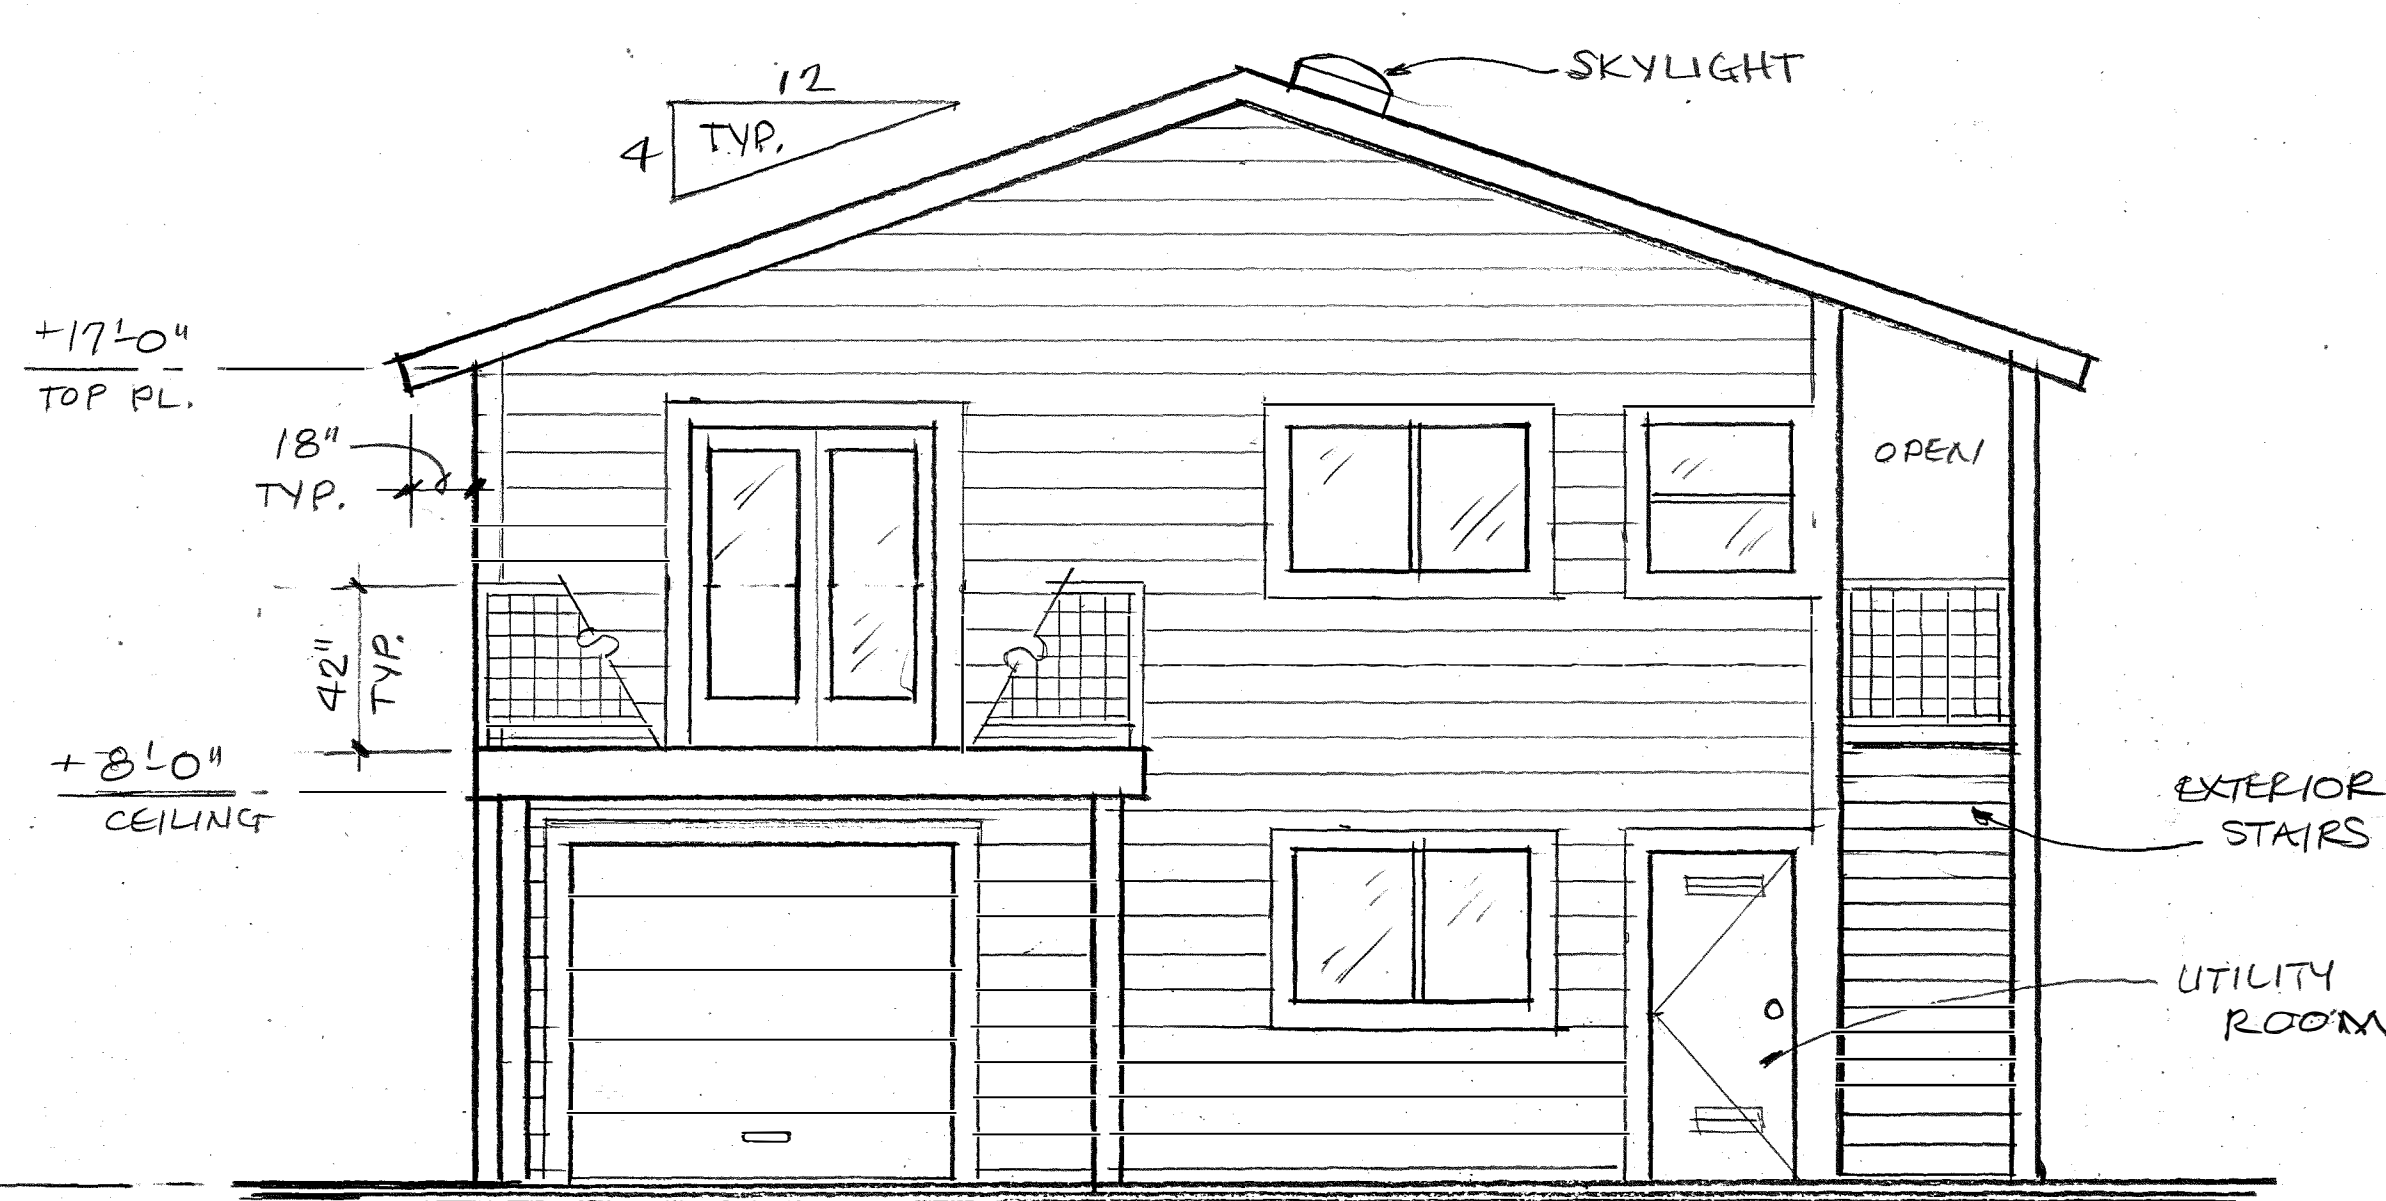 SKYLIGHT
12
4
TYP.
+17'-0"
TOP PL.
18"
TYP.
OPEN
42"
TYP.
+8'-0"
CEILING
EXTERIOR
STAIRS
UTILITY
ROOM